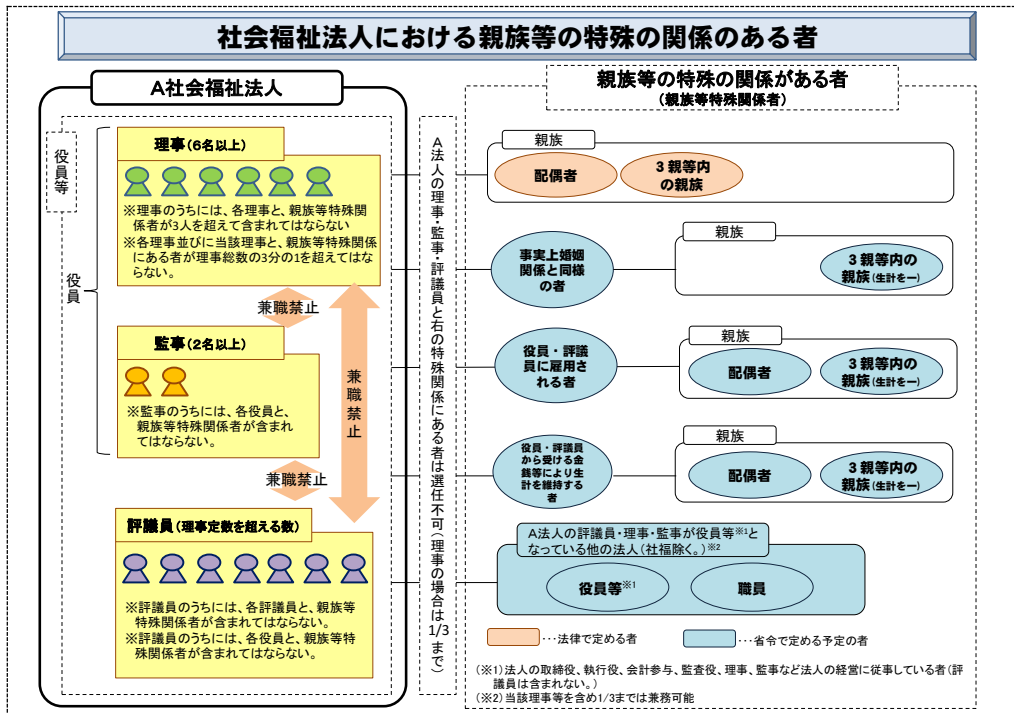 社会福祉法人における親族等の特殊の関係のある者
A社会福祉法人
役員等
役員
理事(6名以上)
※理事のうちには、各理事と、親族等特殊関
係者が3人を超えて含まれてはならない
※各理事並びに当該理事と、親族等特殊関係
にある者が理事総数の3分の1を超えてはな
らない。
兼職禁止
監事(2名以上)
※監事のうちには、各役員と、
親族等特殊関係者が含まれ
てはならない。
兼職禁止
兼職禁止
評議員(理事定数を超える数)
※評議員のうちには、各評議員と、親族等
特殊関係者が含まれてはならない。
※評議員のうちには、各役員と、親族等特
殊関係者が含まれてはならない。
A法人の理事・監事・評議員と右の特殊関係にある者は選任不可(理事の場合は1/3まで)
親族等の特殊の関係がある者
(親族等特殊関係者)
親族
配偶者
3親等内
の親族
事実上婚姻
関係と同様
の者
親族
3親等内の
親族(生計を一)
役員・評議
員に雇用さ
れる者
親族
配偶者
3親等内の
親族(生計を一)
役員・評議員
から受ける金
銭等により生
計を維持する
者
親族
配偶者
3親等内の
親族(生計を一)
A法人の評議員・理事・監事が役員等※1と
なっている他の法人(社福除く。)※2
役員等※1
職員
…法律で定める者
…省令で定める予定の者
(※1)法人の取締役、執行役、会計参与、監査役、理事、監事など法人の経営に従事している者(評
議員は含まれない。)
(※2)当該理事等を含め1/3までは兼務可能